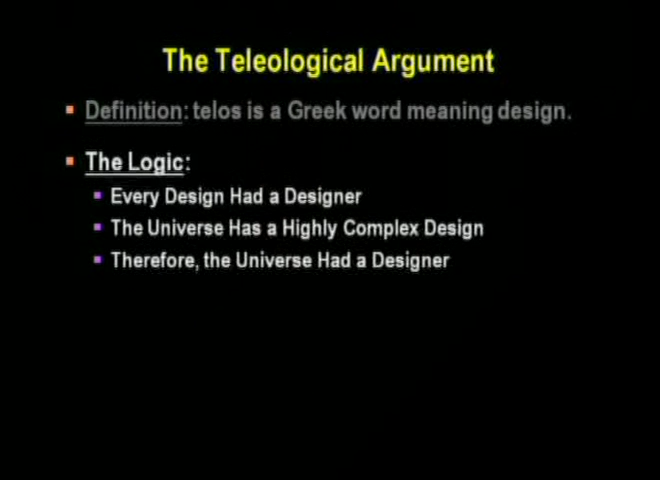 The Teleological Argument
Definition: telos is a Greek word meaning design.
The Logic:
Every Design Had a Designer
The Universe Has a Highly Complex Design
Therefore, the Universe Had a Designer